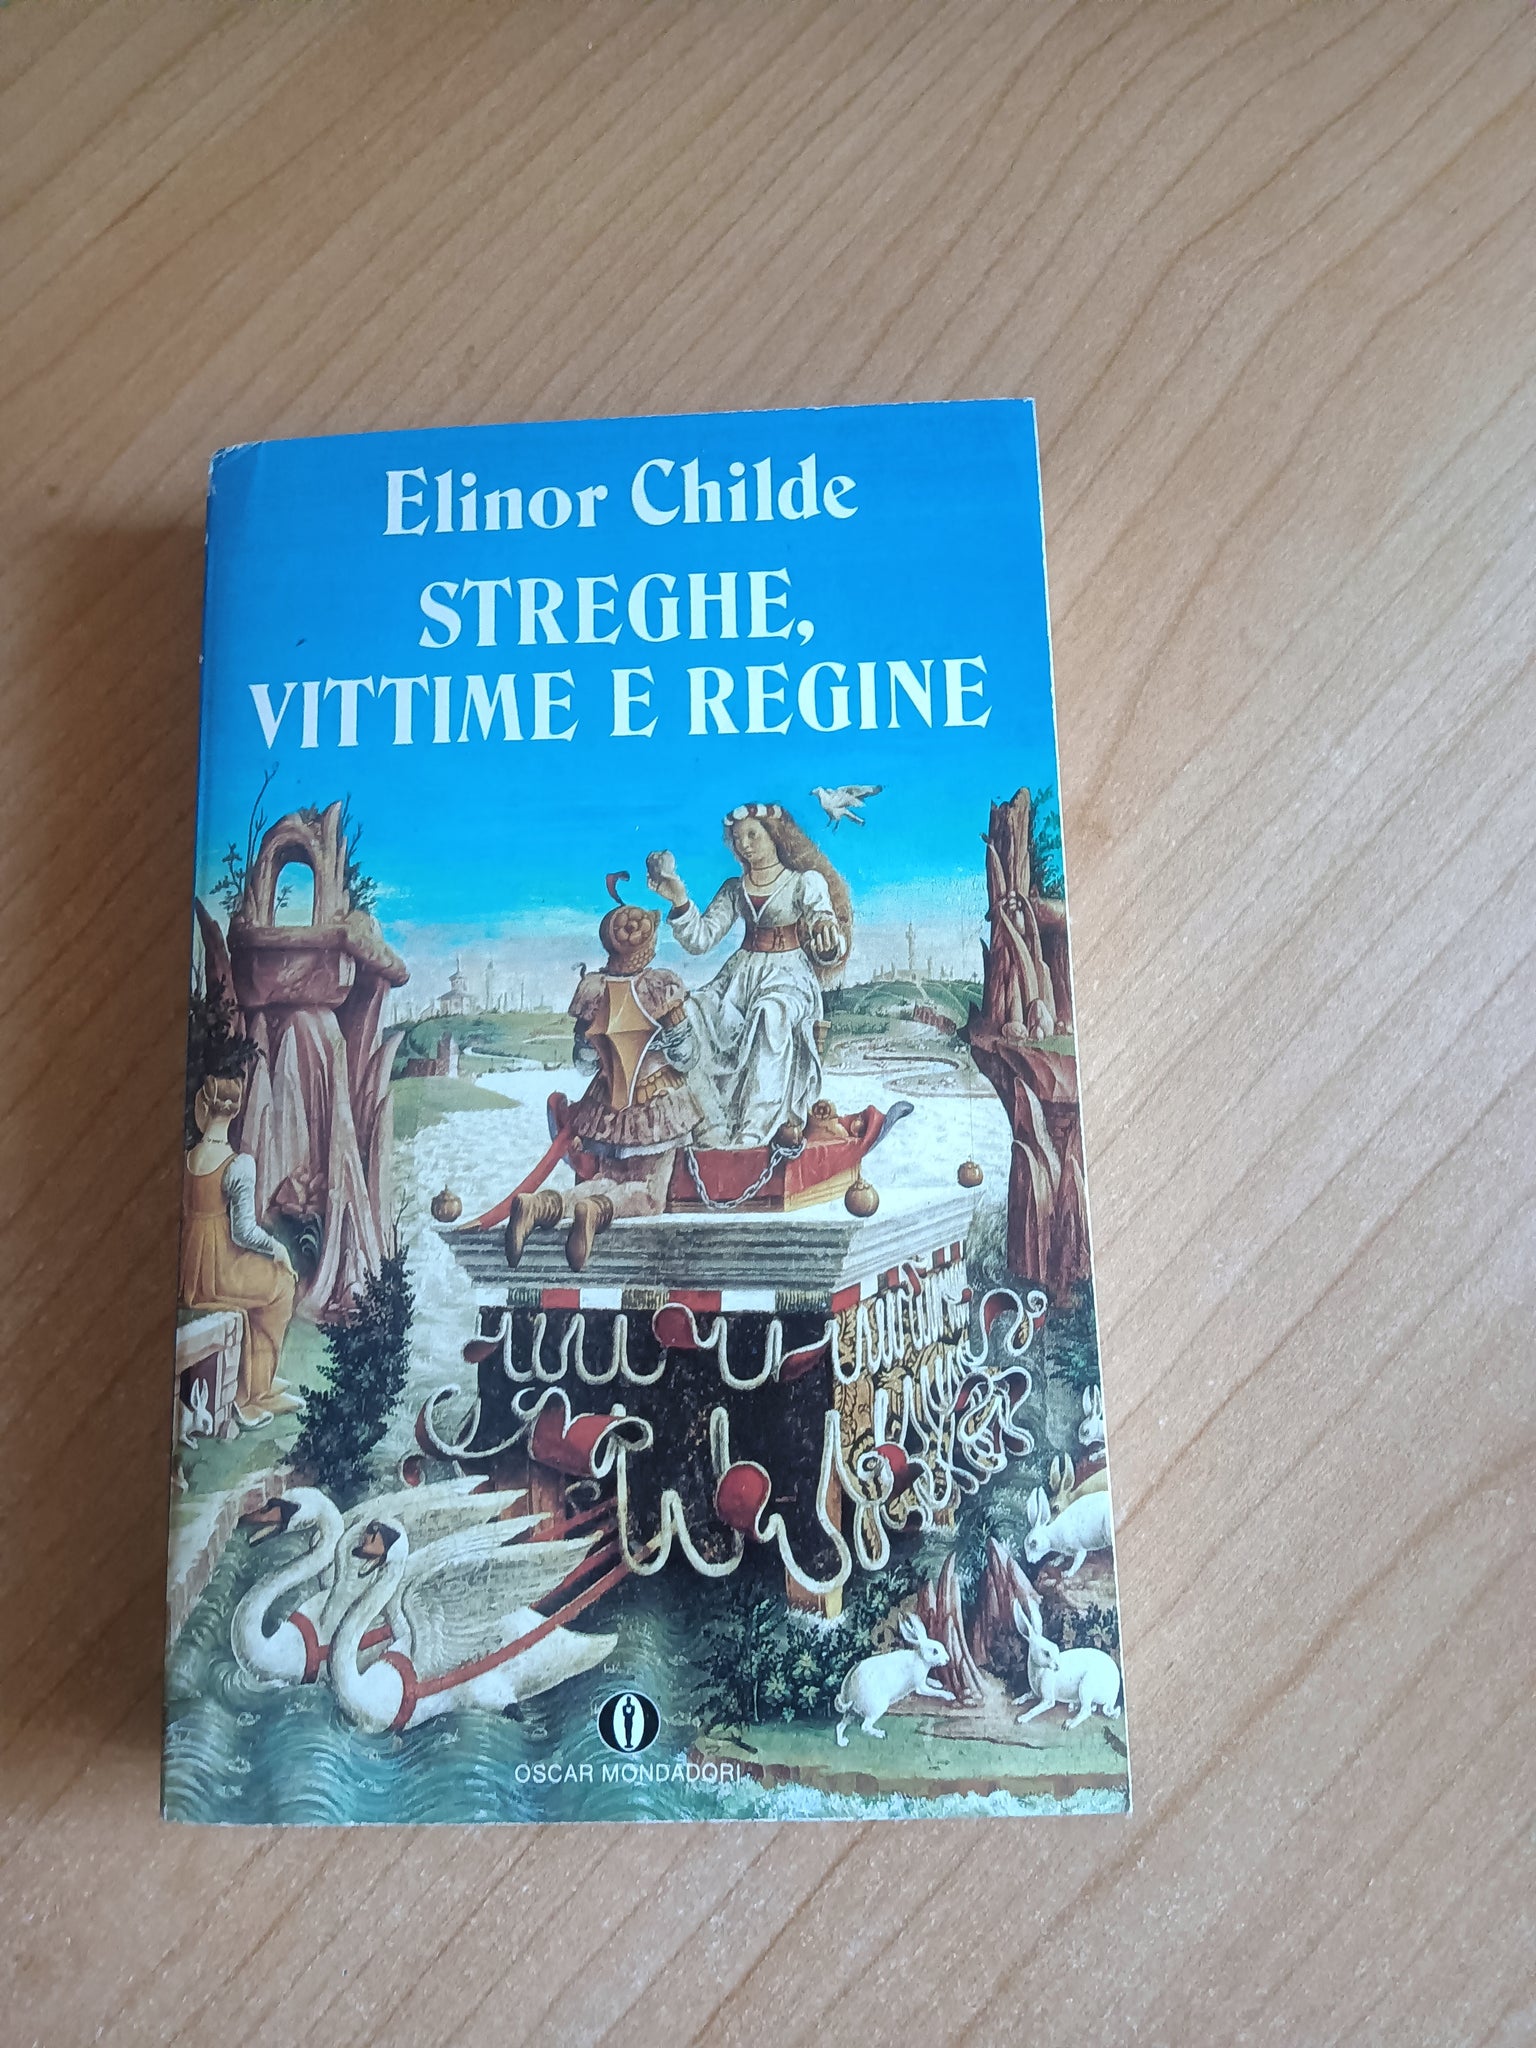 Elinor Childe
STREGHE,
VITTIME E REGINE
OSCAR MONDADORI